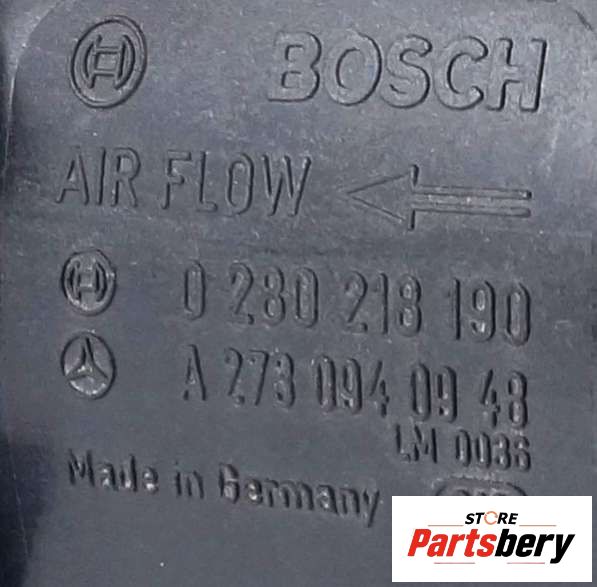 BOSCH
AIR FLOW
0 280 218 190
A 273 094 09 48
LM 0036
Made in Germany
STORE
Partsbery